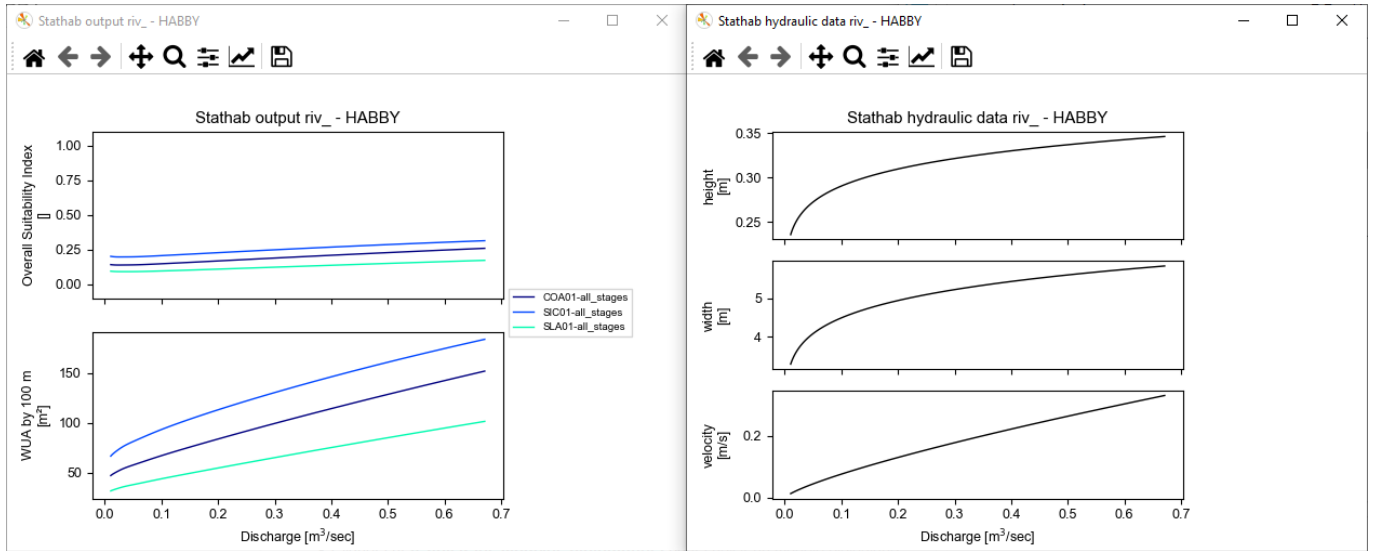 Stathab output riv_ - HABBY
Stathab output riv_ - HABBY
Overall Suitability Index
[]
1.00
0.75
0.50
0.25
0.00
COA01-all_stages
SIC01-all_stages
SLA01-all_stages
WUA by 100 m
[m²]
150
100
50
0.0 0.1 0.2 0.3 0.4 0.5 0.6 0.7
Discharge [m³/sec]
Stathab hydraulic data riv_ - HABBY
Stathab hydraulic data riv_ - HABBY
height
[m]
0.35
0.30
0.25
width
[m]
5
4
velocity
[m/s]
0.2
0.0
0.0 0.1 0.2 0.3 0.4 0.5 0.6 0.7
Discharge [m³/sec]